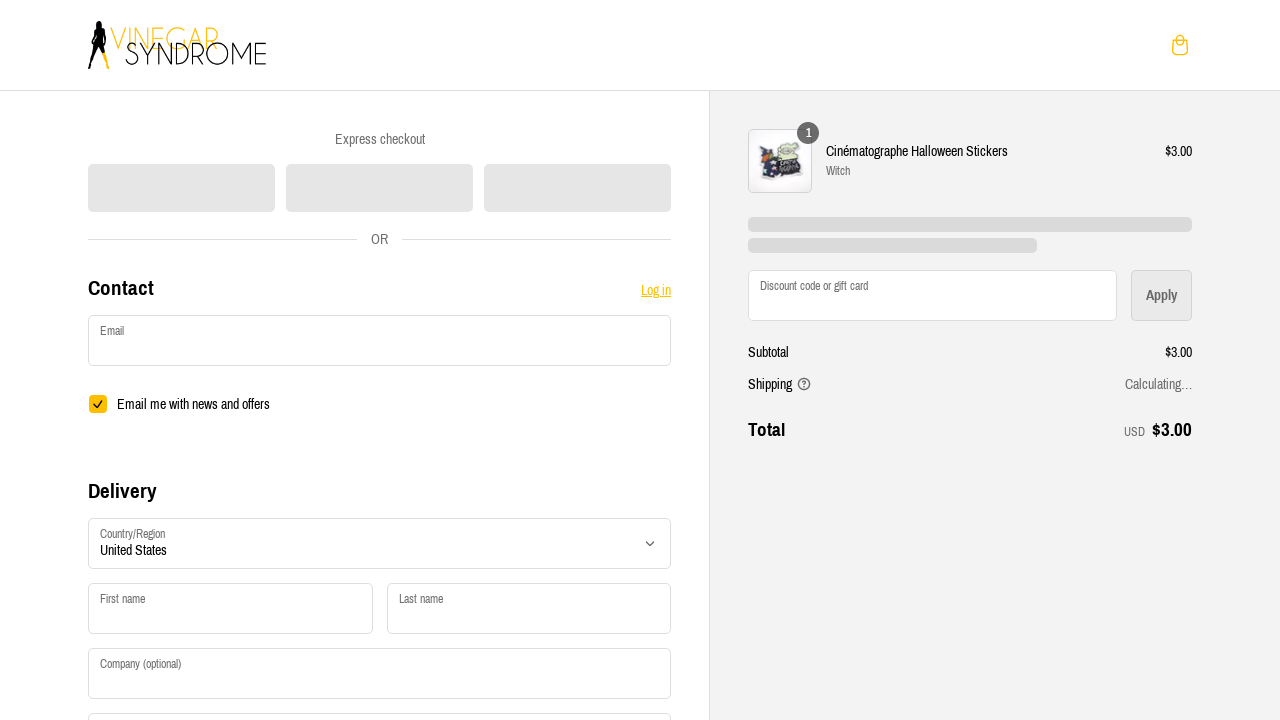 VINEGAR
SYNDROME
Express checkout
OR
Contact
Log in
Email
Email me with news and offers
Delivery
Country/Region
United States
First name
Last name
Company (optional)
1
Cinématographe Halloween Stickers
$3.00
Witch
Discount code or gift card
Apply
Subtotal
$3.00
Shipping
Calculating...
Total
USD $3.00